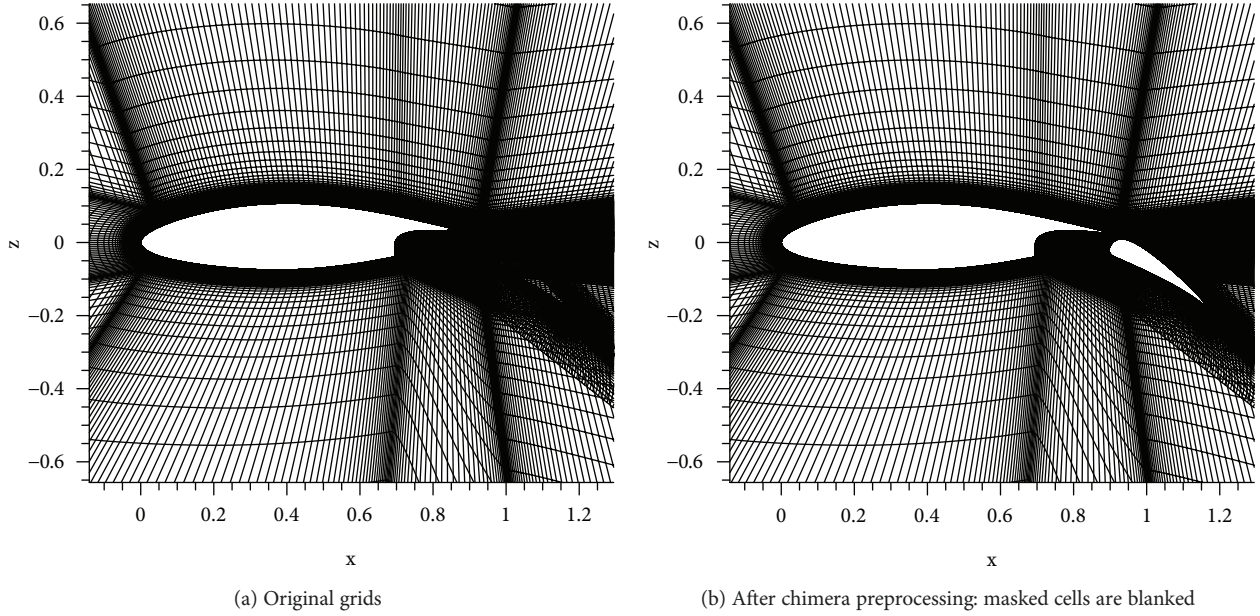 0.6
0.4
0.2
0
−0.2
−0.4
−0.6
z
0 0.2 0.4 0.6 0.8 1 1.2
x
(a) Original grids
0.6
0.4
0.2
0
−0.2
−0.4
−0.6
z
0 0.2 0.4 0.6 0.8 1 1.2
x
(b) After chimera preprocessing: masked cells are blanked